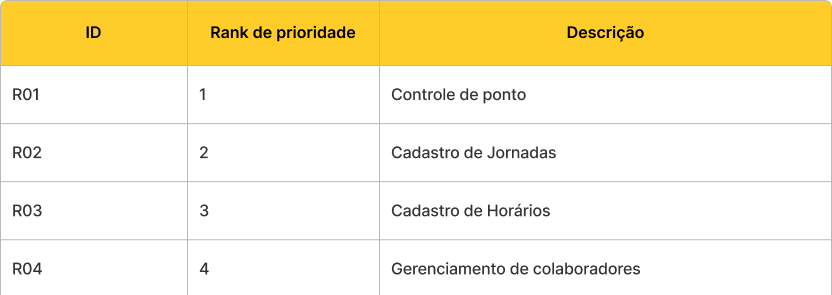 ID Rank de prioridade Descrição
R01 1 Controle de ponto
R02 2 Cadastro de Jornadas
R03 3 Cadastro de Horários
R04 4 Gerenciamento de colaboradores